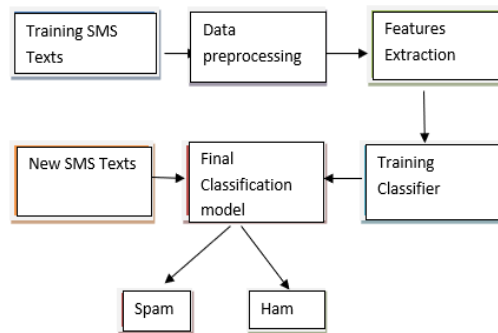 Training SMS
Texts
Data
preprocessing
Features
Extraction
New SMS Texts
Final
Classification
model
Training
Classifier
Spam
Ham